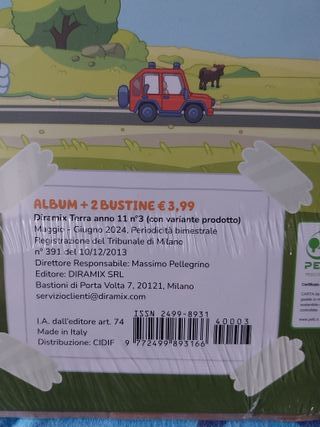 ALBUM + 2 BUSTINE € 3,99
Diramix Terra anno 11 n°3 (con variante prodotto)
Maggio - Giugno 2024, Periodicità bimestrale
Registrazione del Tribunale di Milano
n° 391 del 10/12/2013
Direttore Responsabile: Massimo Pellegrino
Editore: DIRAMIX SRL
Bastioni di Porta Volta 7, 20121, Milano
servizioclienti@diramix.com
I.A. dall'editore art. 74
Made in Italy
Distribuzione: CIDIF
ISSN 2499-8931
40003
9 772499 893166